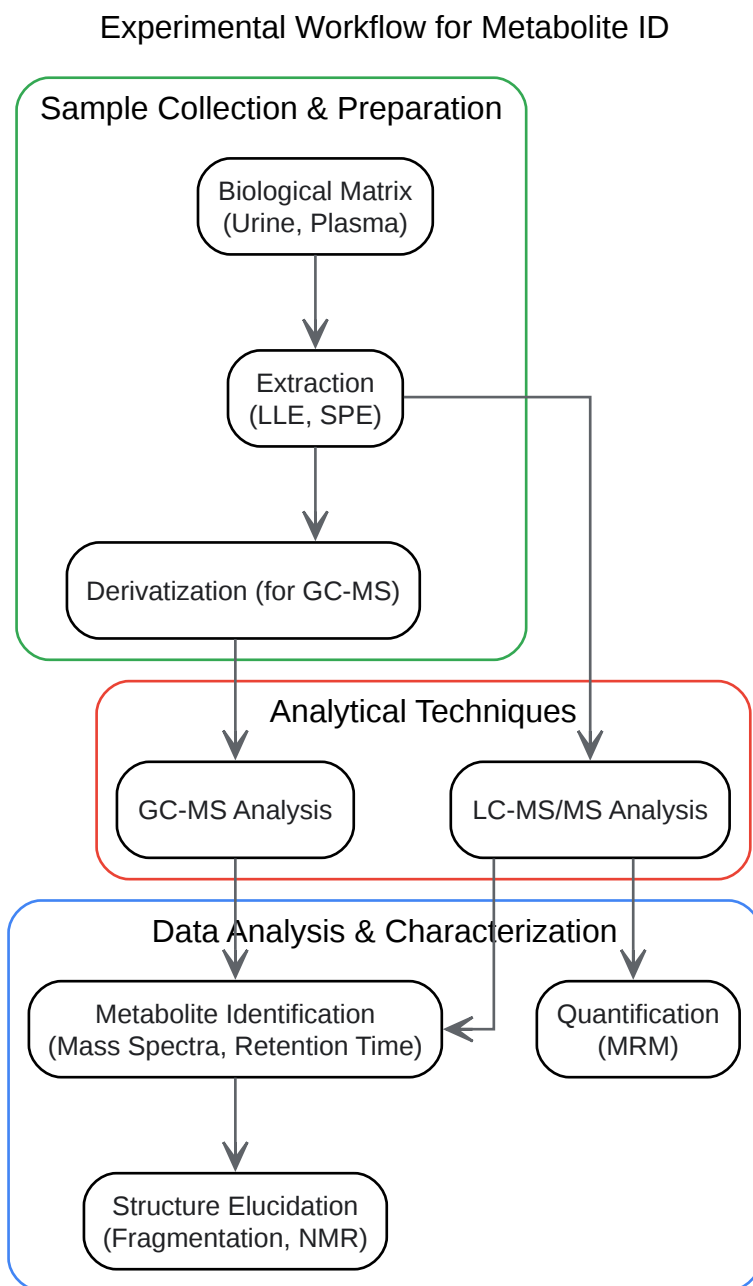 Experimental Workflow for Metabolite ID
Sample Collection & Preparation
Biological Matrix
(Urine, Plasma)
Extraction
(LLE, SPE)
Derivatization (for GC-MS)
Analytical Techniques
GC-MS Analysis
LC-MS/MS Analysis
Data Analysis & Characterization
Metabolite Identification
(Mass Spectra, Retention Time)
Quantification
(MRM)
Structure Elucidation
(Fragmentation, NMR)